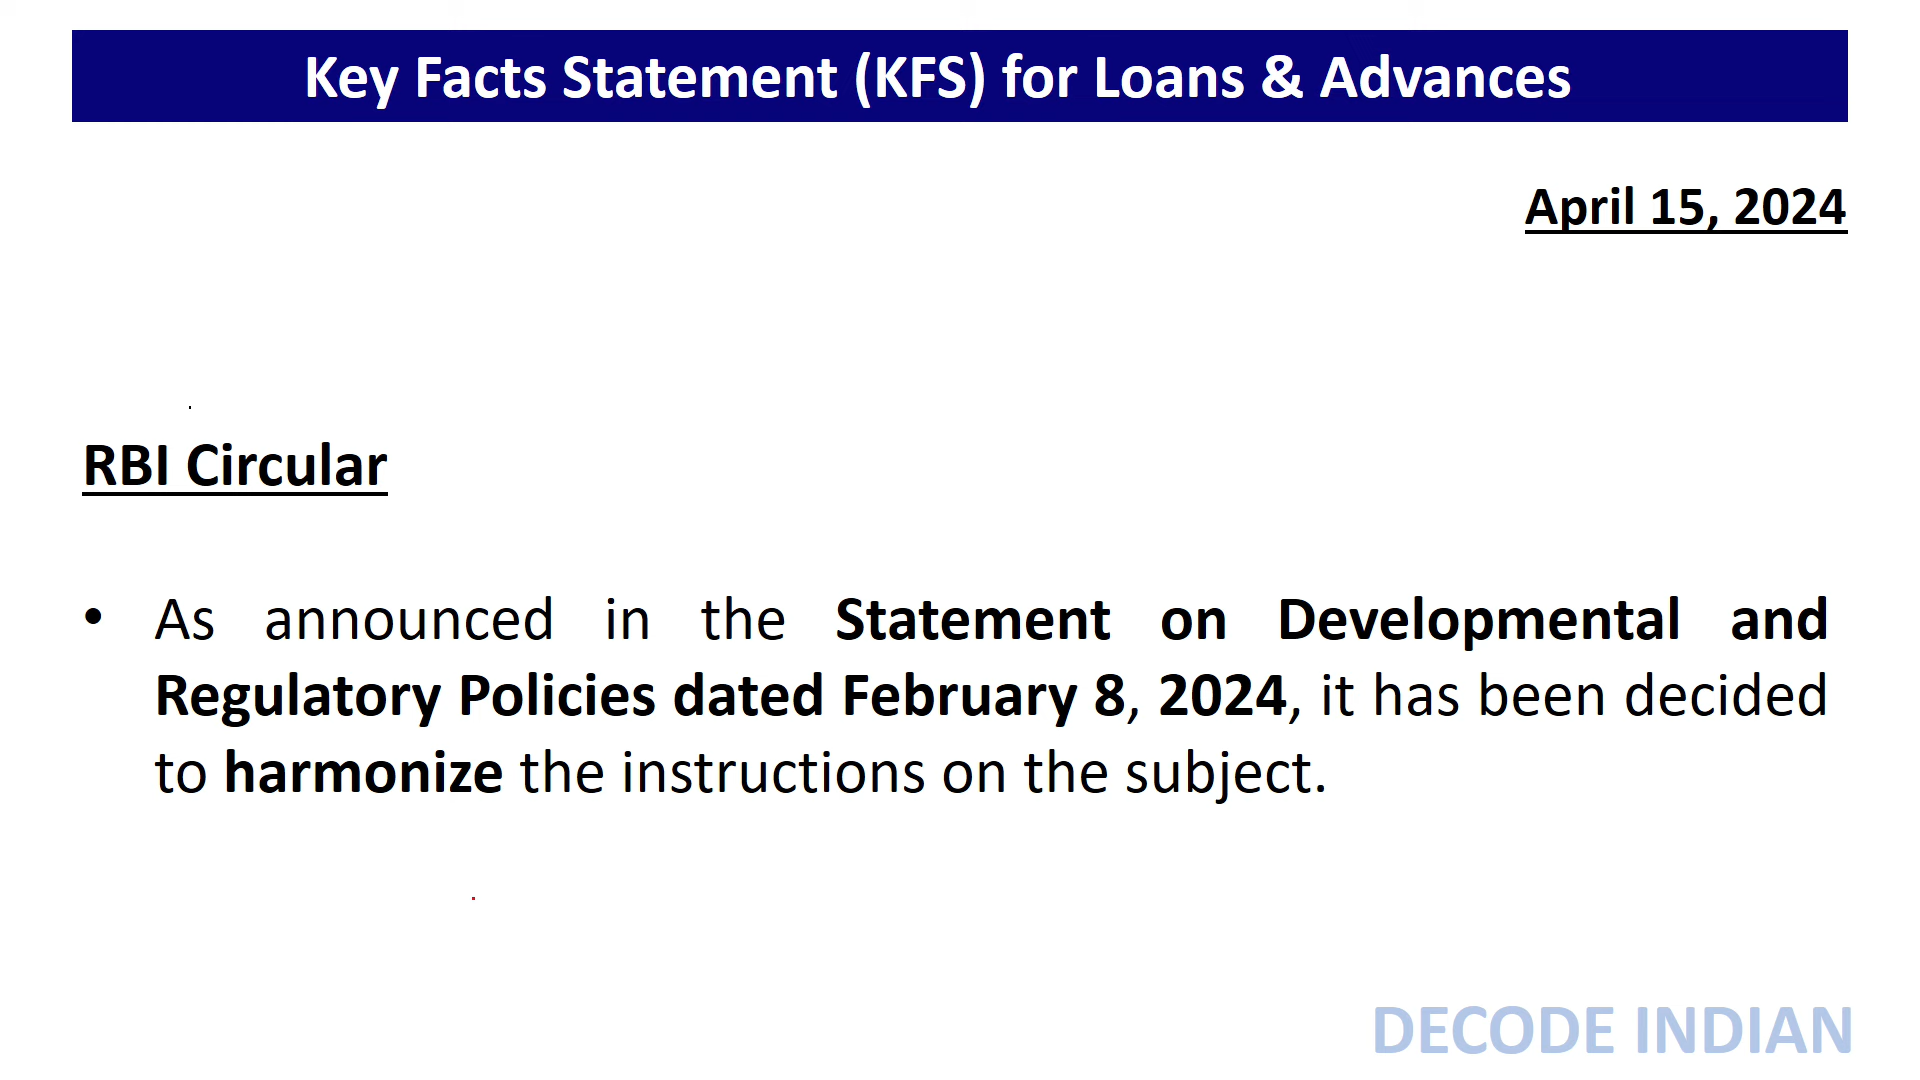 Key Facts Statement (KFS) for Loans & Advances
April 15, 2024
RBI Circular
• As announced in the Statement on Developmental and
Regulatory Policies dated February 8, 2024, it has been decided
to harmonize the instructions on the subject.
DECODE INDIAN